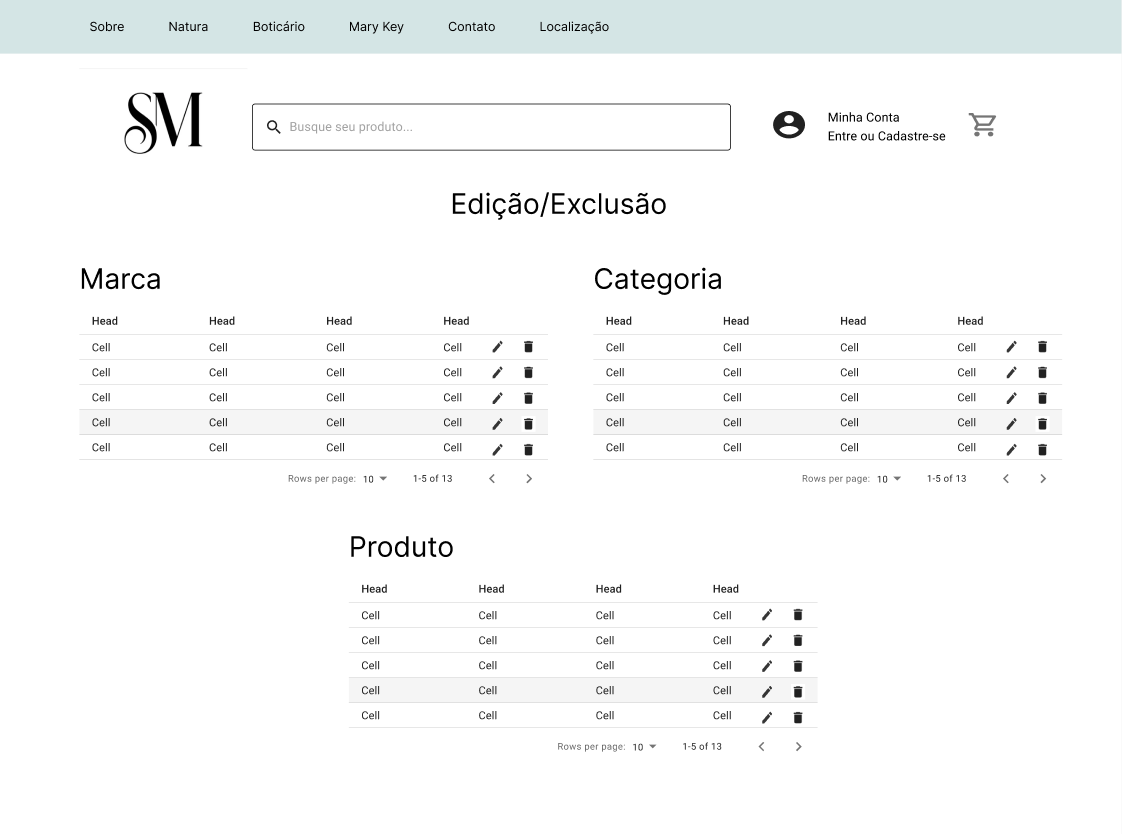 Sobre Natura Boticário Mary Key Contato Localização
SM
Busque seu produto...
Minha Conta
Entre ou Cadastre-se
Edição/Exclusão
Marca
Head Head Head Head
Cell Cell Cell Cell
Cell Cell Cell Cell
Cell Cell Cell Cell
Cell Cell Cell Cell
Cell Cell Cell Cell
Rows per page: 10 1-5 of 13
Categoria
Head Head Head Head
Cell Cell Cell Cell
Cell Cell Cell Cell
Cell Cell Cell Cell
Cell Cell Cell Cell
Cell Cell Cell Cell
Rows per page: 10 1-5 of 13
Produto
Head Head Head Head
Cell Cell Cell Cell
Cell Cell Cell Cell
Cell Cell Cell Cell
Cell Cell Cell Cell
Cell Cell Cell Cell
Rows per page: 10 1-5 of 13